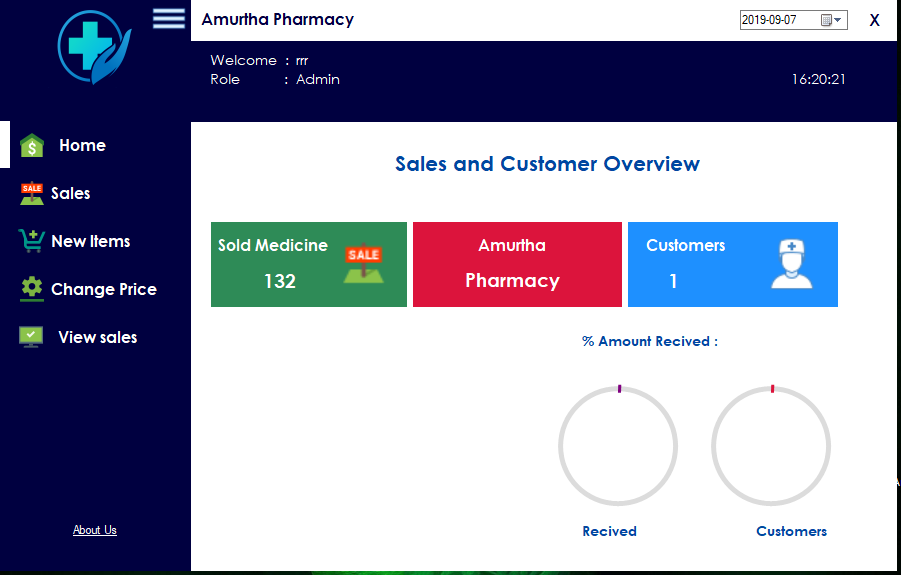 Amurtha Pharmacy
2019-09-07
X
Welcome : rrr
Role : Admin
16:20:21
Home
SALE
Sales
New Items
Change Price
View sales
About Us
Sales and Customer Overview
Sold Medicine
132
SALE
Amurtha
Pharmacy
Customers
1
% Amount Recived :
Recived
Customers
A